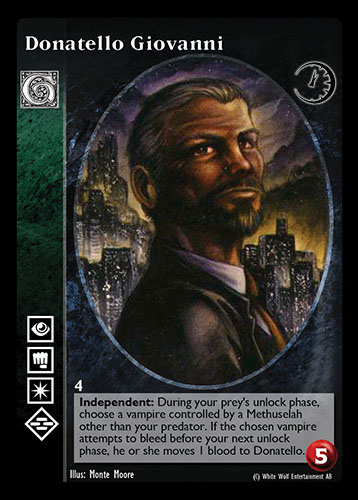 Donatello Giovanni
4
Independent: During your prey's unlock phase,
choose a vampire controlled by a Methuselah
other than your predator. If the chosen vampire
attempts to bleed before your next unlock
phase, he or she moves 1 blood to Donatello.
5
Illus: Monte Moore
(C) White Wolf Entertainment AB